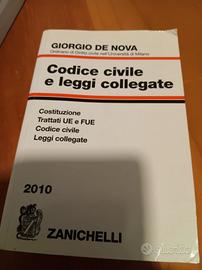 GIORGIO DE NOVA
Ordinario di Diritto civile nell'Università di Milano
Codice civile
e leggi collegate
Costituzione
Trattati UE e FUE
Codice civile
Leggi collegate
2010
ZANICHELLI
subito